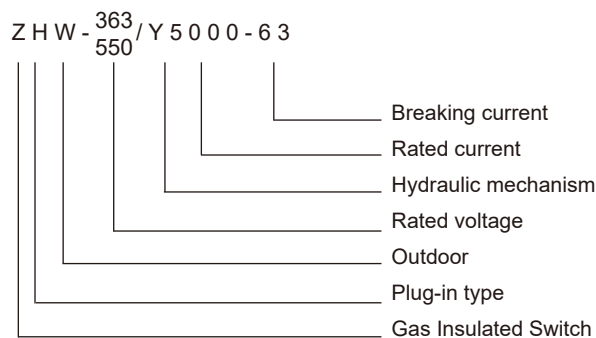 ZHW-363/550/Y5000-63
Breaking current
Rated current
Hydraulic mechanism
Rated voltage
Outdoor
Plug-in type
Gas Insulated Switch